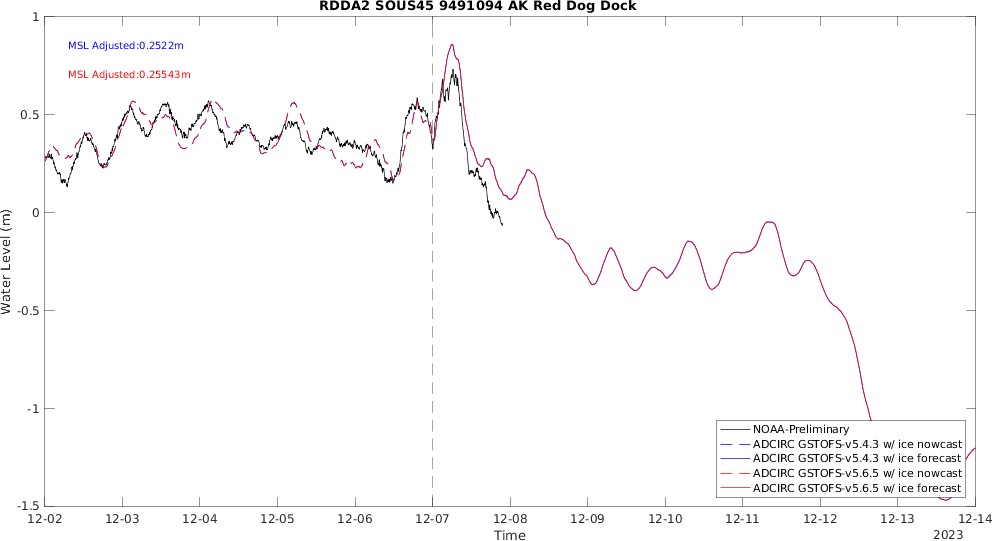 RDDA2 SOUS45 9491094 AK Red Dog Dock
MSL Adjusted:0.2522m
MSL Adjusted:0.25543m
Water Level (m)
1
0.5
0
-0.5
-1
-1.5
NOAA-Preliminary
ADCIRC GSTOFS-v5.4.3 w/ ice nowcast
ADCIRC GSTOFS-v5.4.3 w/ ice forecast
ADCIRC GSTOFS-v5.6.5 w/ ice nowcast
ADCIRC GSTOFS-v5.6.5 w/ ice forecast
12-02 12-03 12-04 12-05 12-06 12-07 12-08 12-09 12-10 12-11 12-12 12-13 12-14
Time
2023